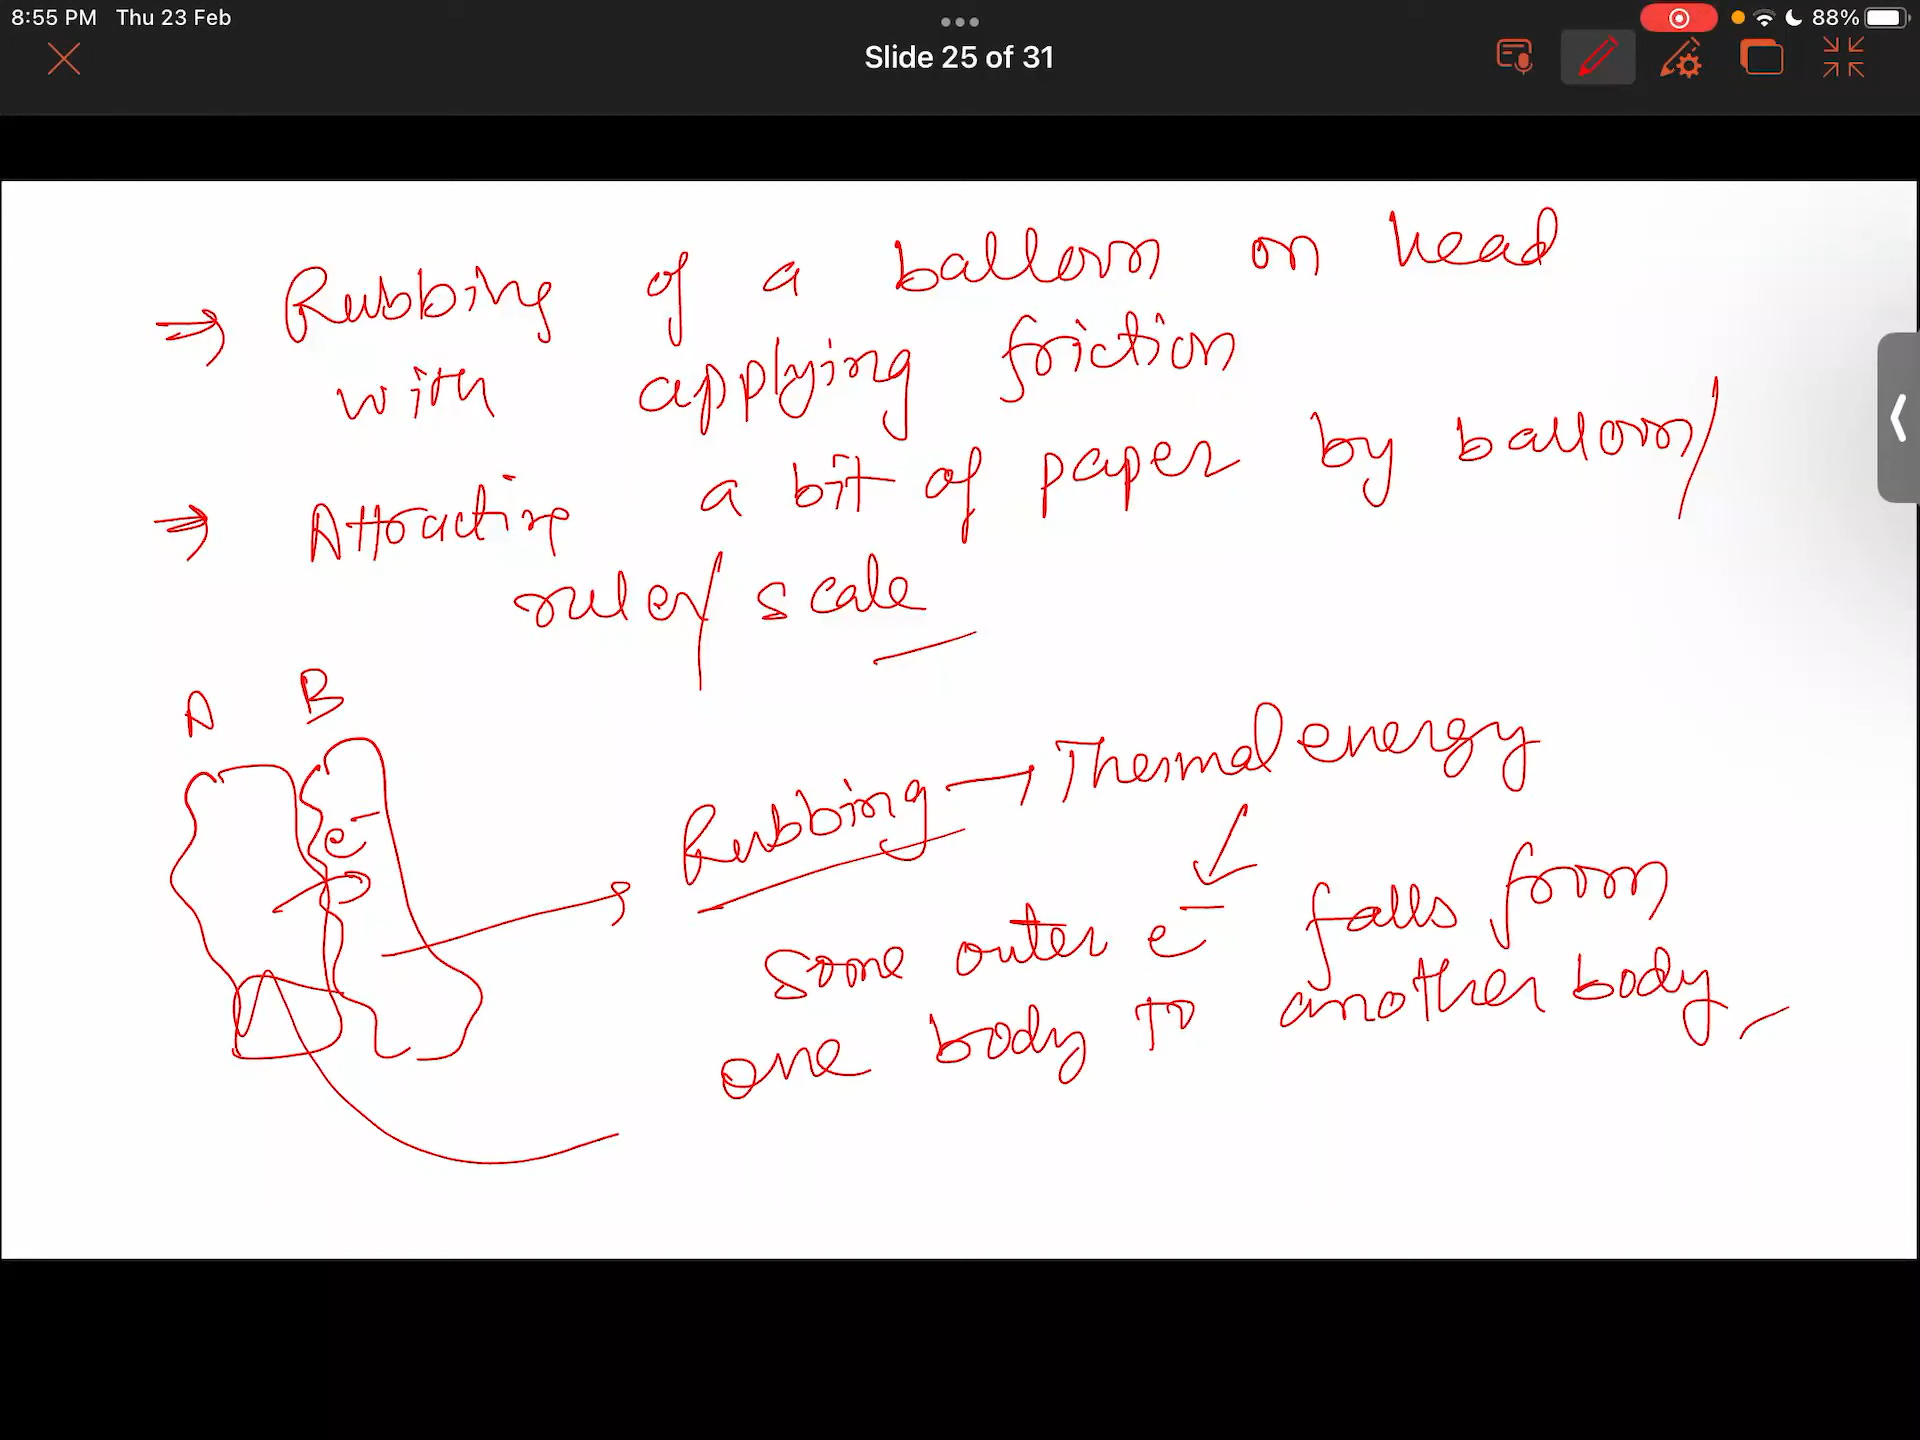 8:55 PM Thu 23 Feb
88%
Slide 25 of 31
⇒ Rubbing of a balloon on head
with applying friction
⇒ Attracting a bit of paper by balloon/
ruler/ scale
A B
e⁻
Rubbing → Thermal energy
Some outer e⁻ falls from
one body to another body